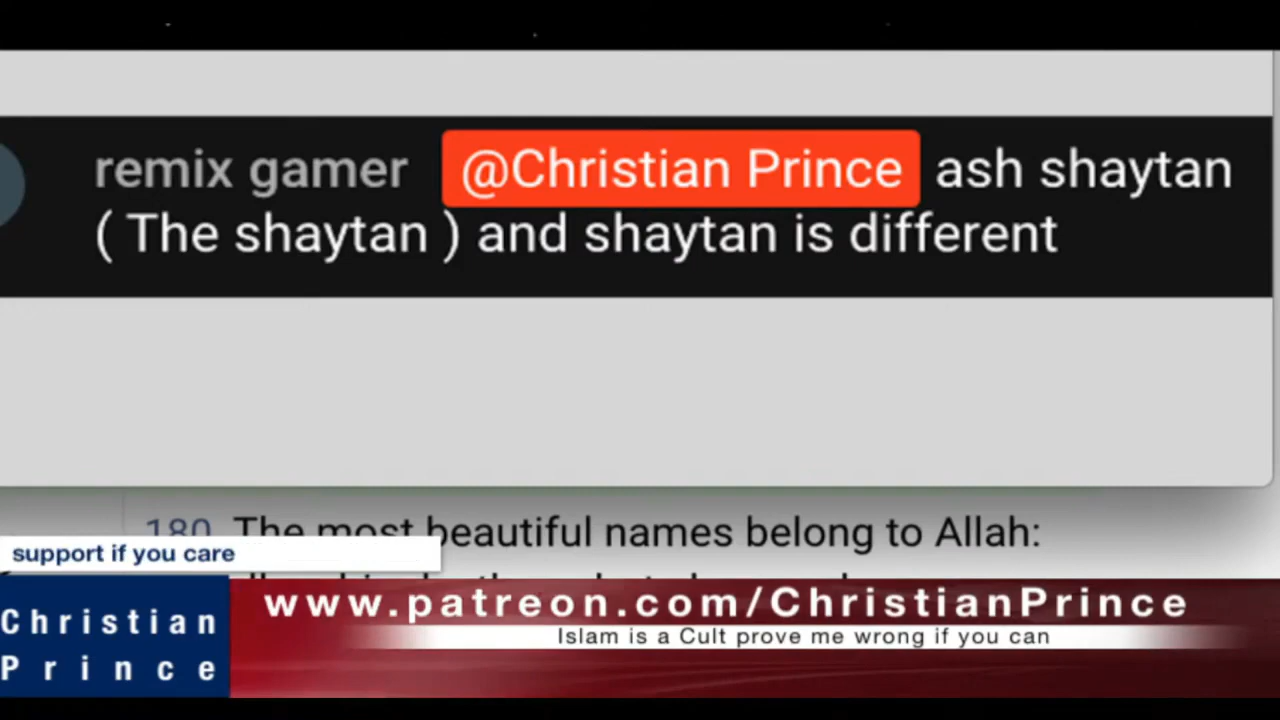 remix gamer @Christian Prince ash shaytan
( The shaytan ) and shaytan is different
180 The most beautiful names belong to Allah:
support if you care
Christian
Prince
www.patreon.com/ChristianPrince
Islam is a Cult prove me wrong if you can